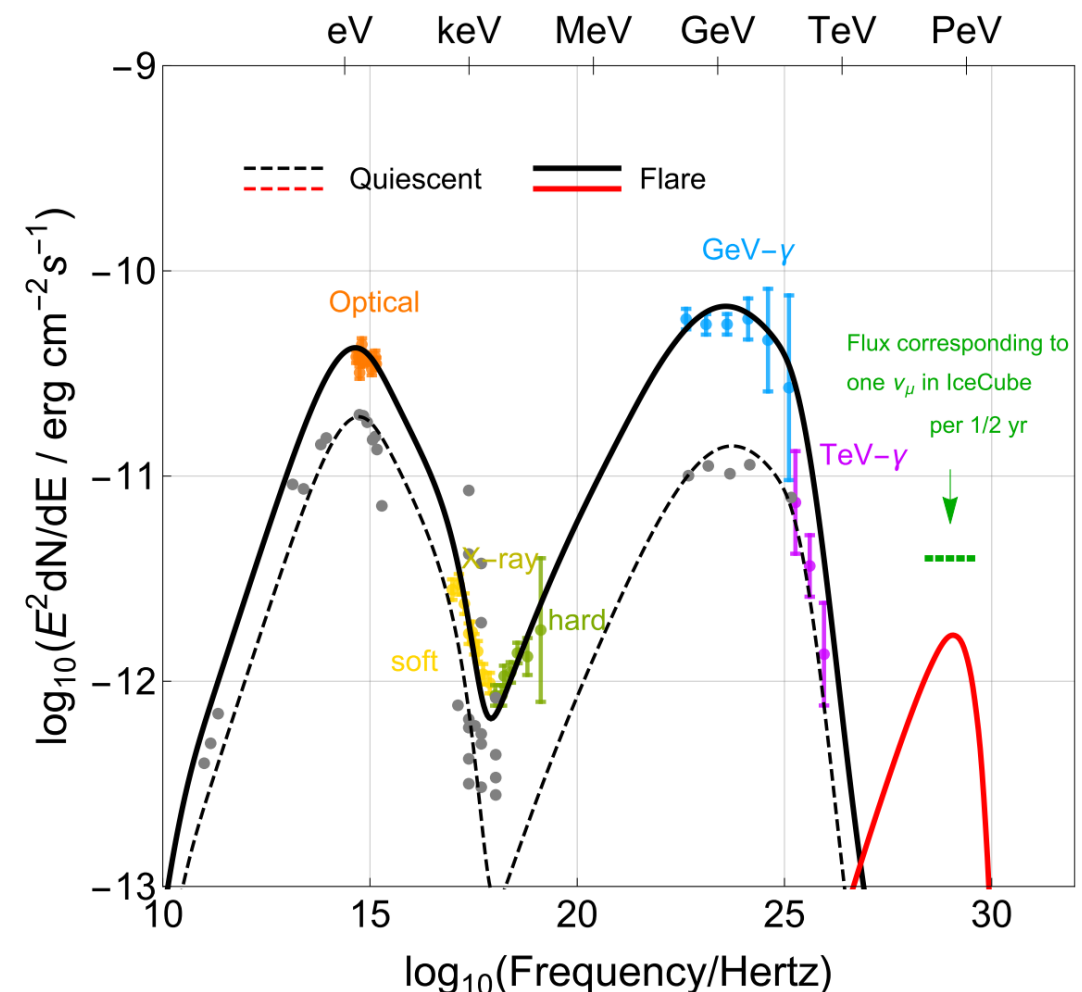 eV keV MeV GeV TeV PeV
−9
Quiescent Flare
−10
GeV−γ
Optical
Flux corresponding to
one νμ in IceCube
per 1/2 yr
−11
TeV−γ
X−ray
hard
soft
−12
−13
10 15 20 25 30
log10(Frequency/Hertz)
log10(E²dN/dE / erg cm⁻²s⁻¹)